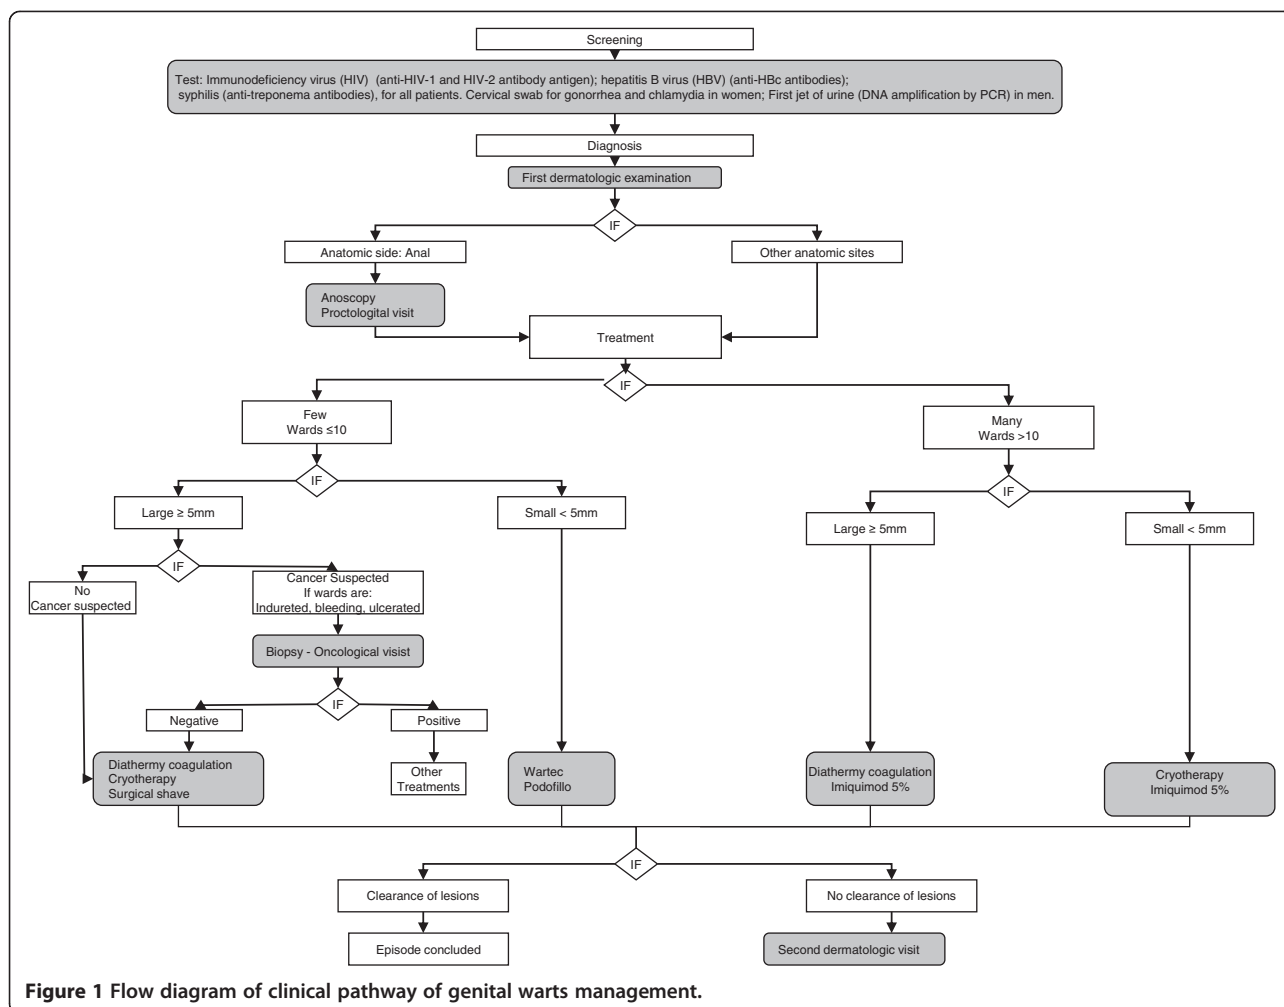 Screening
Test: Immunodeficiency virus (HIV) (anti-HIV-1 and HIV-2 antibody antigen); hepatitis B virus (HBV) (anti-HBc antibodies);
syphilis (anti-treponema antibodies), for all patients. Cervical swab for gonorrhea and chlamydia in women; First jet of urine (DNA amplification by PCR) in men.
Diagnosis
First dermatologic examination
IF
Anatomic side: Anal
Other anatomic sites
Anoscopy
Proctologital visit
Treatment
IF
Few
Wards ≤10
Many
Wards >10
IF
IF
Large ≥ 5mm
Small < 5mm
Large ≥ 5mm
Small < 5mm
IF
No
Cancer suspected
Cancer Suspected
If wards are:
Indureted, bleeding, ulcerated
Biopsy - Oncological visist
IF
Negative
Positive
Diathermy coagulation
Cryotherapy
Surgical shave
Other
Treatments
Wartec
Podofillo
Diathermy coagulation
Imiquimod 5%
Cryotherapy
Imiquimod 5%
IF
Clearance of lesions
No clearance of lesions
Episode concluded
Second dermatologic visit
Figure 1 Flow diagram of clinical pathway of genital warts management.